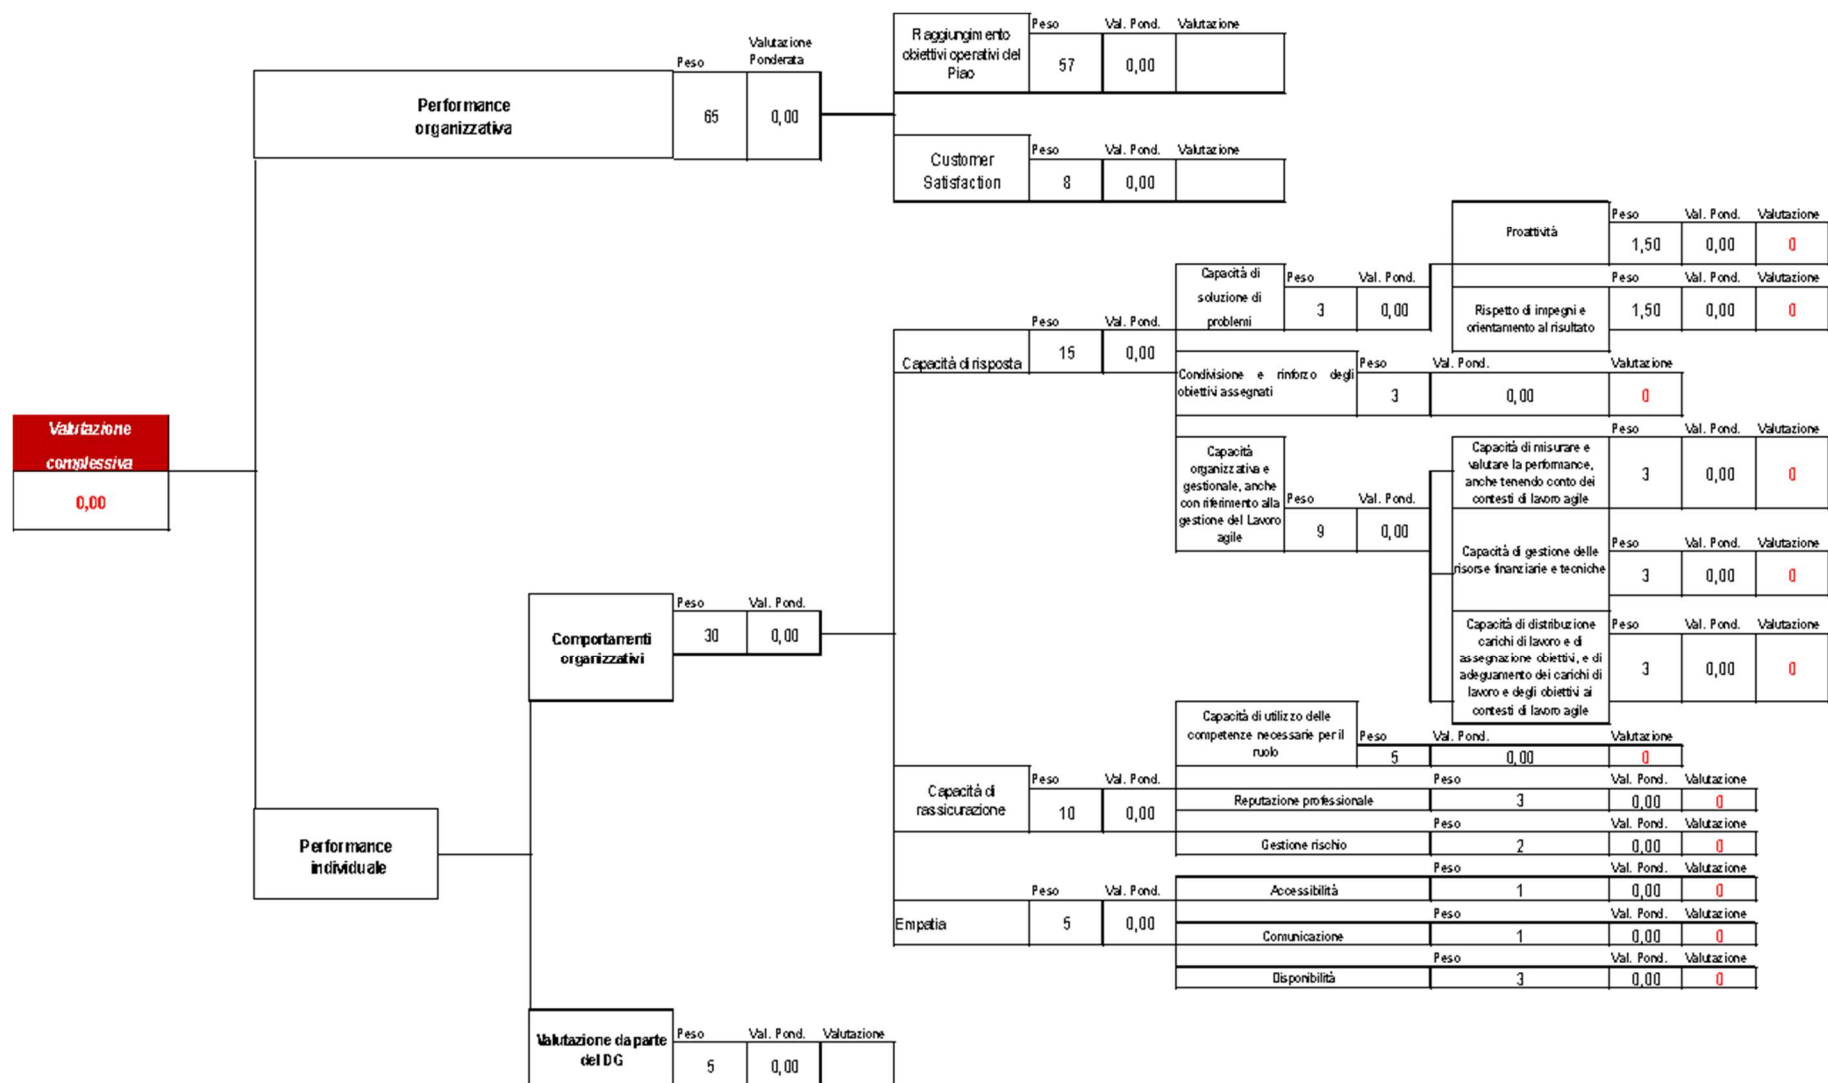 Peso Val. Pond. Valutazione
Raggiungimento
obiettivi operativi del
Piao
57 0,00
Valutazione
Peso Ponderata
Performance
organizzativa
65 0,00
Peso Val. Pond. Valutazione
Customer
Satisfaction
8 0,00
Peso Val. Pond. Valutazione
Proattività
1,50 0,00 0
Capacità di
soluzione di
problemi
Peso Val. Pond.
3 0,00
Peso Val. Pond. Valutazione
Rispetto di impegni e
orientamento al risultato
1,50 0,00 0
Peso Val. Pond.
Capacità di risposta
15 0,00
Peso Val. Pond. Valutazione
Condivisione e rinforzo degli
obiettivi assegnati
3 0,00 0
Valutazione
complessiva
0,00
Capacità
organizzativa e
gestionale, anche
con riferimento alla
gestione del Lavoro
agile
Peso Val. Pond.
9 0,00
Peso Val. Pond. Valutazione
Capacità di misurare e
valutare la performance,
anche tenendo conto dei
contesti di lavoro agile
3 0,00 0
Peso Val. Pond. Valutazione
Capacità di gestione delle
risorse finanziarie e tecniche
3 0,00 0
Peso Val. Pond.
Comportamenti
organizzativi
30 0,00
Peso Val. Pond. Valutazione
Capacità di distribuzione
carichi di lavoro e di
assegnazione obiettivi, e di
adeguamento dei carichi di
lavoro e degli obiettivi ai
contesti di lavoro agile
3 0,00 0
Capacità di utilizzo delle
competenze necessarie per il
ruolo
Peso Val. Pond. Valutazione
5 0,00 0
Peso Val. Pond.
Capacità di
rassicurazione
10 0,00
Peso Val. Pond. Valutazione
Reputazione professionale 3 0,00 0
Peso Val. Pond. Valutazione
Gestione rischio 2 0,00 0
Performance
individuale
Peso Val. Pond.
Empatia 5 0,00
Peso Val. Pond. Valutazione
Accessibilità 1 0,00 0
Peso Val. Pond. Valutazione
Comunicazione 1 0,00 0
Peso Val. Pond. Valutazione
Disponibilità 3 0,00 0
Peso Val. Pond. Valutazione
Valutazione da parte
del DG
5 0,00